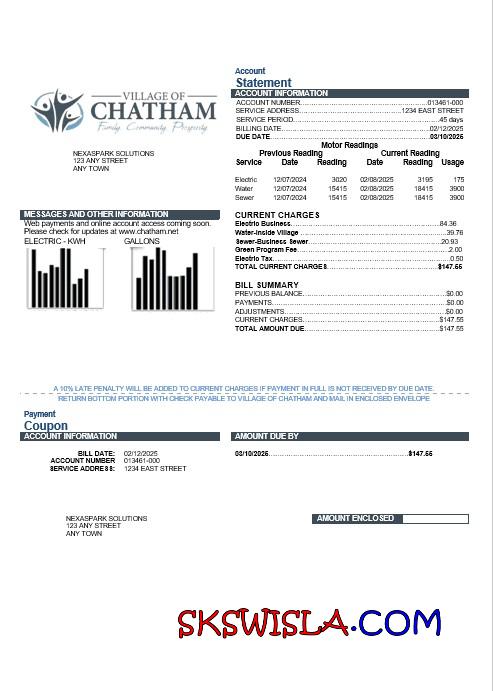 Account
Statement
VILLAGE OF
CHATHAM
Family. Community. Prosperity.
ACCOUNT INFORMATION
ACCOUNT NUMBER 013461-000
SERVICE ADDRESS 1234 EAST STREET
SERVICE PERIOD 45 days
BILLING DATE 02/12/2025
DUE DATE 03/10/2025
NEXASPARK SOLUTIONS
123 ANY STREET
ANY TOWN
Motor Readings
Previous Reading Current Reading
Service Date Reading Date Reading Usage
Electric 12/07/2024 3020 02/08/2025 3195 175
Water 12/07/2024 15415 02/08/2025 18415 3900
Sewer 12/07/2024 15415 02/08/2025 18415 3900
MESSAGES AND OTHER INFORMATION
Web payments and online account access coming soon.
Please check for updates at www.chatham.net
ELECTRIC - KWH GALLONS
CURRENT CHARGES
Electric Business 84.36
Water-Inside Village 39.76
Sewer-Business Sewer 20.93
Green Program Fee 2.00
Electric Tax 0.50
TOTAL CURRENT CHARGES $147.55
BILL SUMMARY
PREVIOUS BALANCE $0.00
PAYMENTS $0.00
ADJUSTMENTS $0.00
CURRENT CHARGES $147.55
TOTAL AMOUNT DUE $147.55
A 10% LATE PENALTY WILL BE ADDED TO CURRENT CHARGES IF PAYMENT IN FULL IS NOT RECEIVED BY DUE DATE.
RETURN BOTTOM PORTION WITH CHECK PAYABLE TO VILLAGE OF CHATHAM AND MAIL IN ENCLOSED ENVELOPE
Payment
Coupon
ACCOUNT INFORMATION
AMOUNT DUE BY
BILL DATE: 02/12/2025
ACCOUNT NUMBER 013461-000
SERVICE ADDRESS: 1234 EAST STREET
03/10/2025 $147.55
NEXASPARK SOLUTIONS
123 ANY STREET
ANY TOWN
AMOUNT ENCLOSED
SKSWISLA.COM